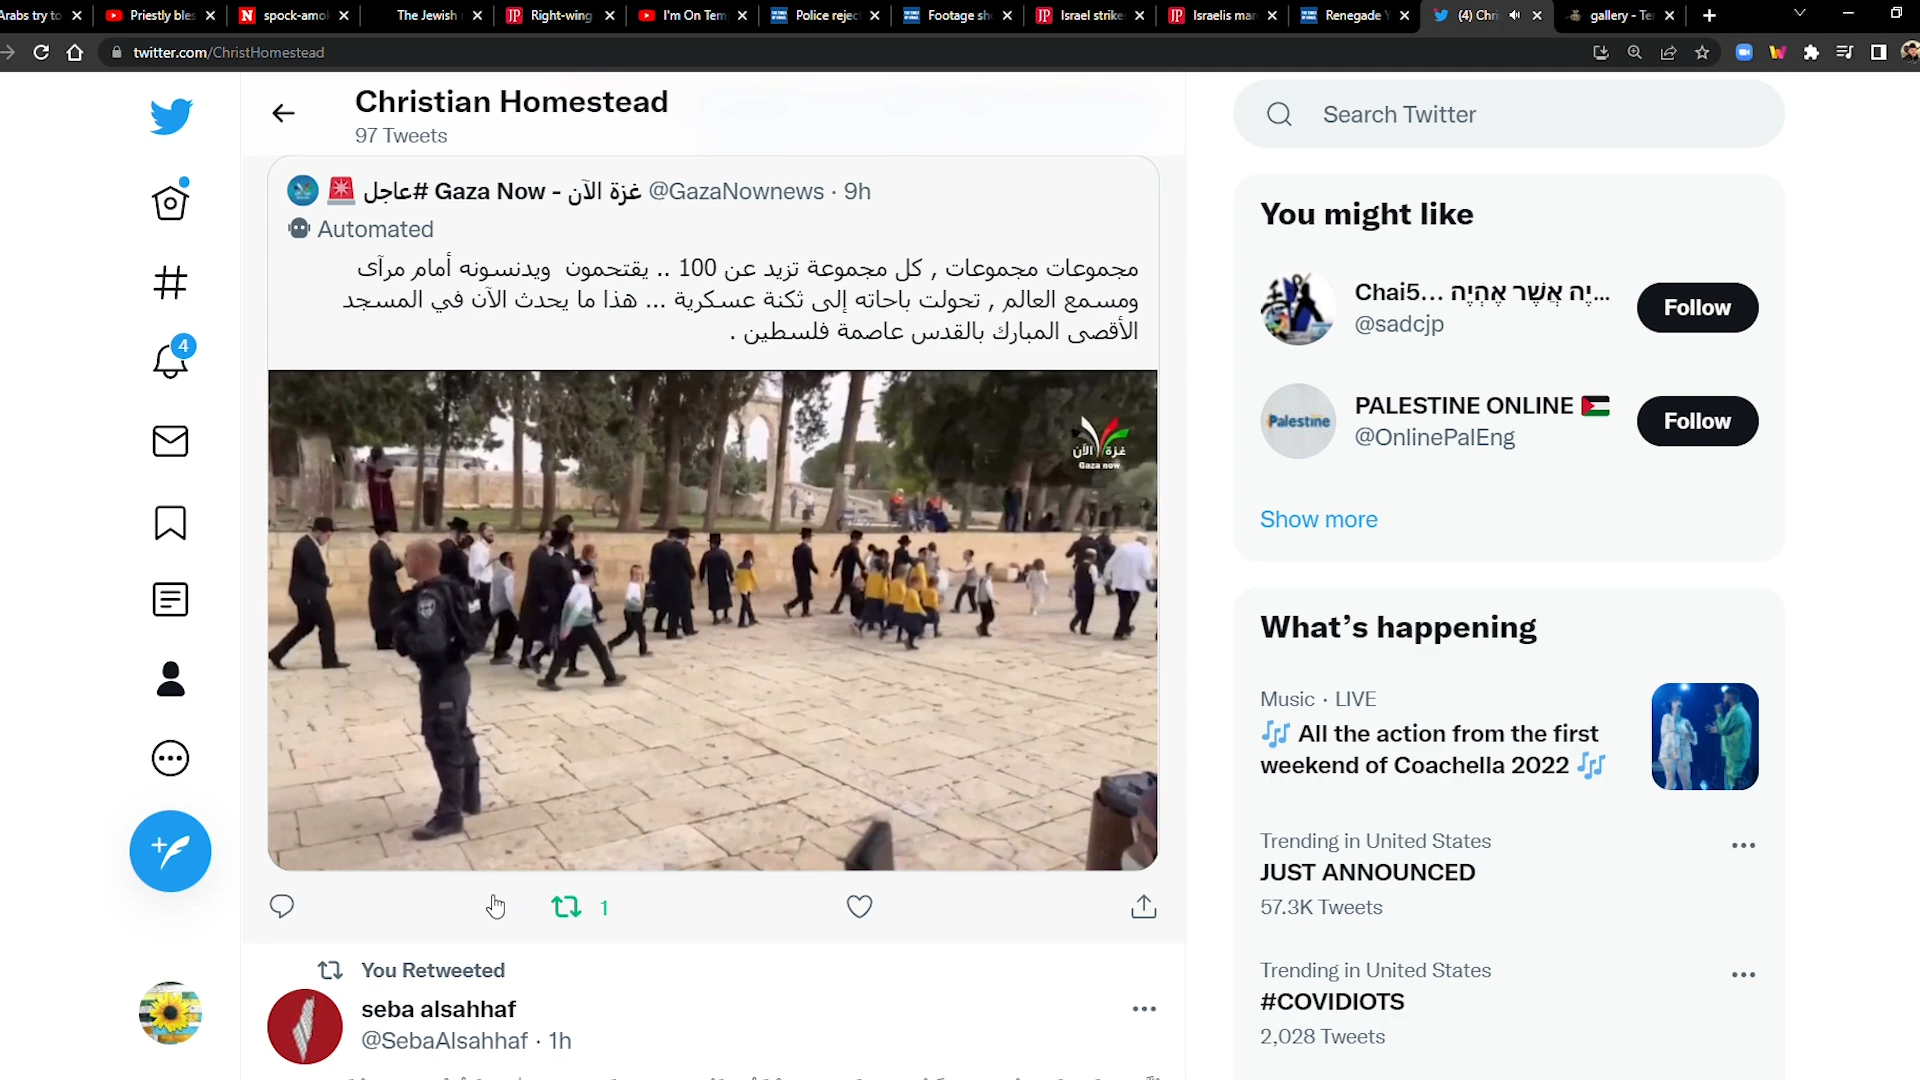 Arabs try to
Priestly bles
spock-amo
The Jewish
Right-wing
I'm On Tem
Police rejec
Footage sh
Israel strike
Israelis mar
Renegade Y
(4) Chri
gallery - Te
twitter.com/ChristHomestead
Christian Homestead
97 Tweets
Gaza Now - غزة الآن #عاجل @GazaNownews · 9h
Automated
مجموعات مجموعات , كل مجموعة تزيد عن 100 .. يقتحمون ويدنسونه أمام مرآى
ومسمع العالم , تحولت باحاته إلى ثكنة عسكرية ... هذا ما يحدث الآن في المسجد
الأقصى المبارك بالقدس عاصمة فلسطين .
غزة الآن
Gaza now
4
1
You Retweeted
seba alsahhaf
@SebaAlsahhaf · 1h
Search Twitter
You might like
Chai5... יֶה אֲשֶׁר אֶהְיֶה...
@sadcjp
Follow
Palestine
PALESTINE ONLINE
@OnlinePalEng
Follow
Show more
What's happening
Music · LIVE
All the action from the first
weekend of Coachella 2022
Trending in United States
JUST ANNOUNCED
57.3K Tweets
Trending in United States
#COVIDIOTS
2,028 Tweets